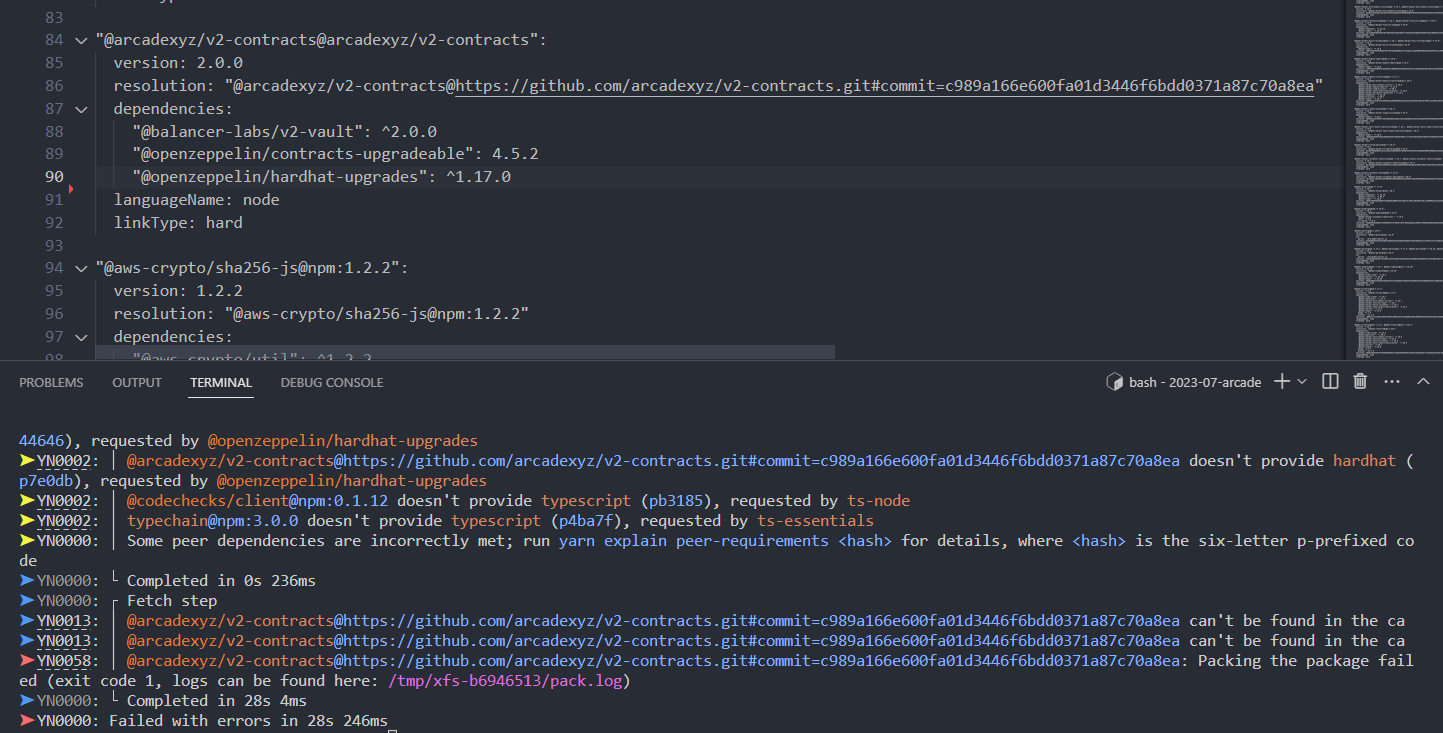 83
84 "@arcadexyz/v2-contracts@arcadexyz/v2-contracts":
85 version: 2.0.0
86 resolution: "@arcadexyz/v2-contracts@https://github.com/arcadexyz/v2-contracts.git#commit=c989a166e600fa01d3446f6bdd0371a87c70a8ea"
87 dependencies:
88 "@balancer-labs/v2-vault": ^2.0.0
89 "@openzeppelin/contracts-upgradeable": 4.5.2
90 "@openzeppelin/hardhat-upgrades": ^1.17.0
91 languageName: node
92 linkType: hard
93
94 "@aws-crypto/sha256-js@npm:1.2.2":
95 version: 1.2.2
96 resolution: "@aws-crypto/sha256-js@npm:1.2.2"
97 dependencies:
98 "@aws-crypto/util": ^1.2.2
PROBLEMS OUTPUT TERMINAL DEBUG CONSOLE bash - 2023-07-arcade
44646), requested by @openzeppelin/hardhat-upgrades
➤YN0002: │ @arcadexyz/v2-contracts@https://github.com/arcadexyz/v2-contracts.git#commit=c989a166e600fa01d3446f6bdd0371a87c70a8ea doesn't provide hardhat (
p7e0db), requested by @openzeppelin/hardhat-upgrades
➤YN0002: │ @codechecks/client@npm:0.1.12 doesn't provide typescript (pb3185), requested by ts-node
➤YN0002: │ typechain@npm:3.0.0 doesn't provide typescript (p4ba7f), requested by ts-essentials
➤YN0000: │ Some peer dependencies are incorrectly met; run yarn explain peer-requirements <hash> for details, where <hash> is the six-letter p-prefixed co
de
➤YN0000: └ Completed in 0s 236ms
➤YN0000: ┌ Fetch step
➤YN0013: │ @arcadexyz/v2-contracts@https://github.com/arcadexyz/v2-contracts.git#commit=c989a166e600fa01d3446f6bdd0371a87c70a8ea can't be found in the ca
➤YN0013: │ @arcadexyz/v2-contracts@https://github.com/arcadexyz/v2-contracts.git#commit=c989a166e600fa01d3446f6bdd0371a87c70a8ea can't be found in the ca
➤YN0058: │ @arcadexyz/v2-contracts@https://github.com/arcadexyz/v2-contracts.git#commit=c989a166e600fa01d3446f6bdd0371a87c70a8ea: Packing the package fail
ed (exit code 1, logs can be found here: /tmp/xfs-b6946513/pack.log)
➤YN0000: └ Completed in 28s 4ms
➤YN0000: Failed with errors in 28s 246ms